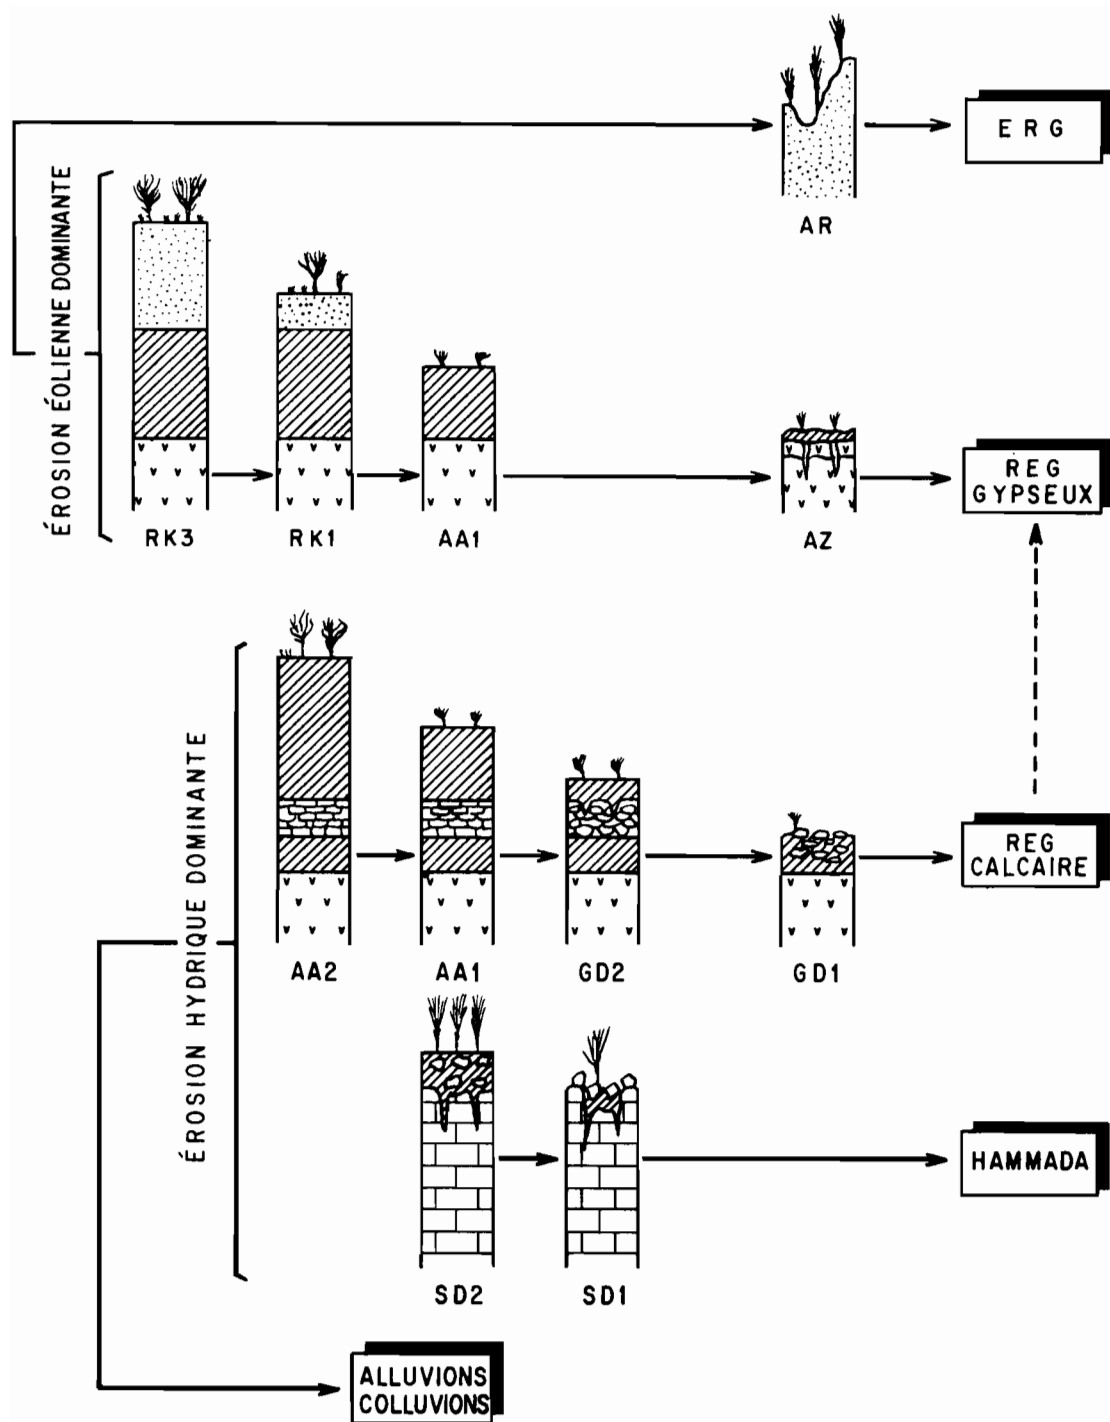 ERG
AR
ÉROSION ÉOLIENNE DOMINANTE
RK3
RK1
AA1
AZ
REG
GYPSEUX
ÉROSION HYDRIQUE DOMINANTE
AA2
AA1
GD2
GD1
REG
CALCAIRE
SD2
SD1
HAMMADA
ALLUVIONS
COLLUVIONS